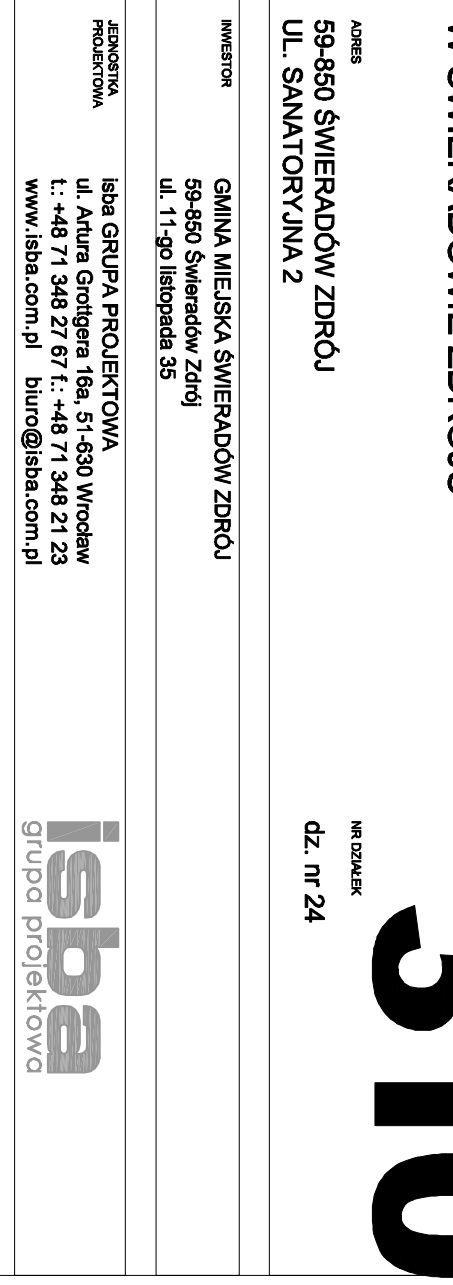 ADRES
59-850 ŚWIERADÓW ZDRÓJ
UL. SANATORYJNA 2
NR DZIAŁEK
dz. nr 24
INWESTOR
GMINA MIEJSKA ŚWIERADÓW ZDRÓJ
59-850 Świeradów Zdrój
ul. 11-go listopada 35
JEDNOSTKA
PROJEKTOWA
isba GRUPA PROJEKTOWA
ul. Artura Grottgera 16a, 51-630 Wrocław
t.: +48 71 348 27 67 f.: +48 71 348 21 23
www.isba.com.pl biuro@isba.com.pl
isba
grupa projektowa